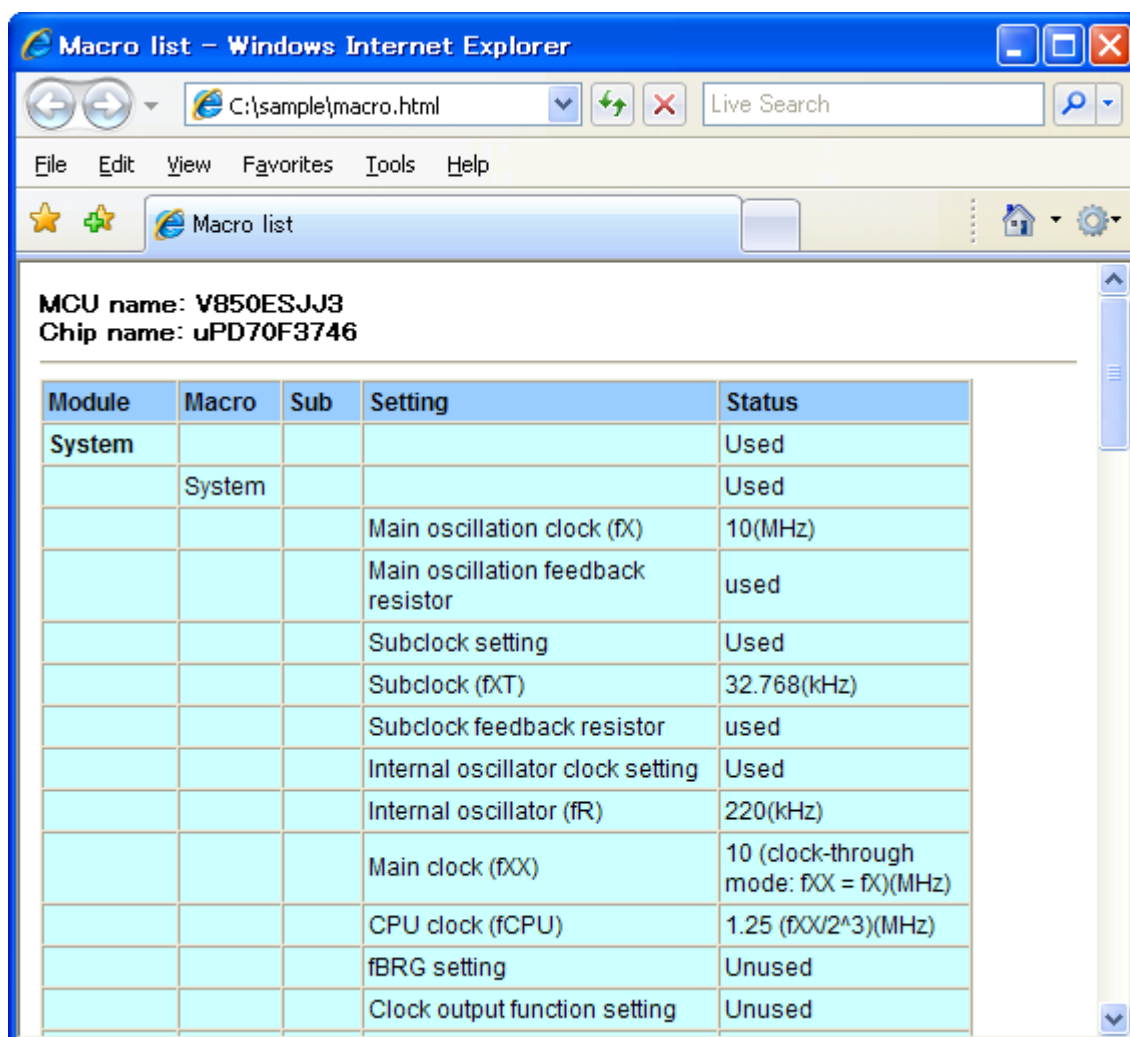 Macro list - Windows Internet Explorer
C:\sample\macro.html
Live Search
File Edit View Favorites Tools Help
Macro list
MCU name: V850ESJJ3
Chip name: uPD70F3746
Module Macro Sub Setting Status
System Used
System Used
Main oscillation clock (fX) 10(MHz)
Main oscillation feedback
resistor used
Subclock setting Used
Subclock (fXT) 32.768(kHz)
Subclock feedback resistor used
Internal oscillator clock setting Used
Internal oscillator (fR) 220(kHz)
Main clock (fXX) 10 (clock-through
mode: fXX = fX)(MHz)
CPU clock (fCPU) 1.25 (fXX/2^3)(MHz)
fBRG setting Unused
Clock output function setting Unused